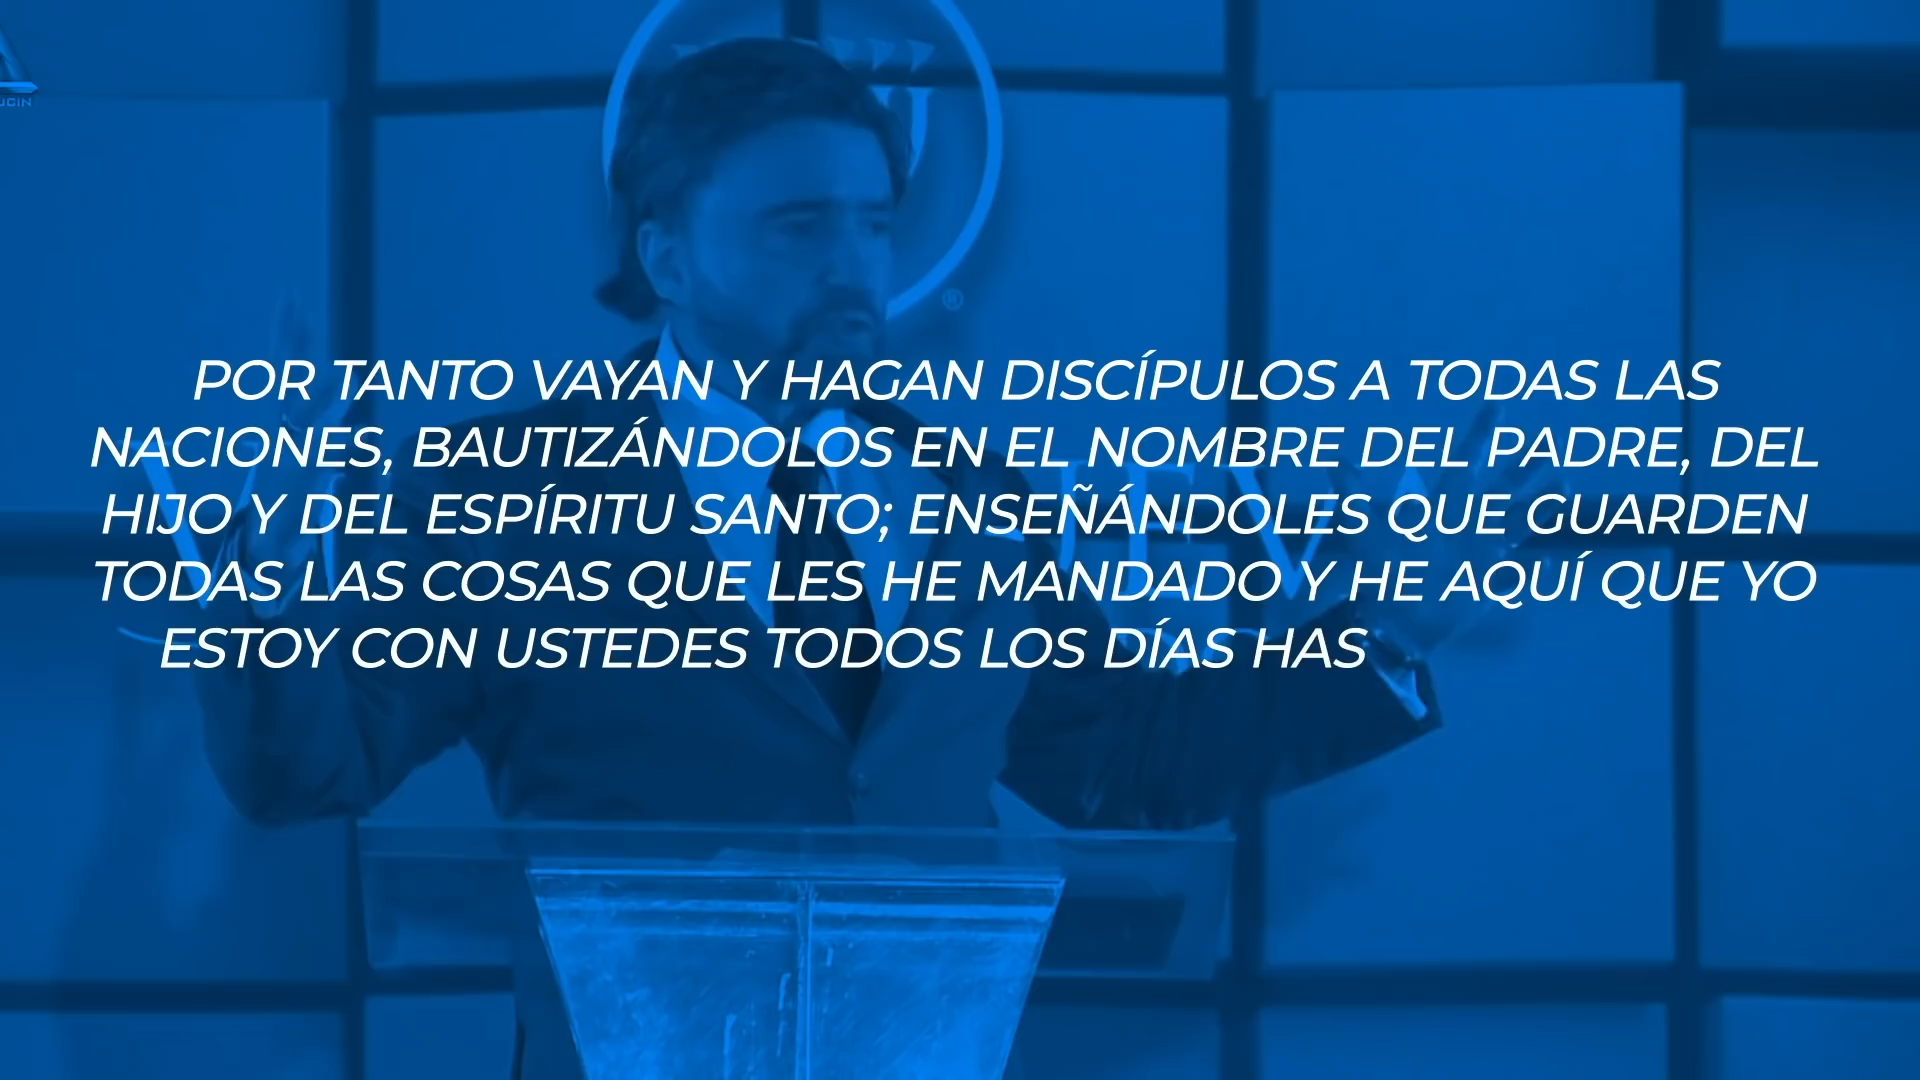 UCIN
®
POR TANTO VAYAN Y HAGAN DISCÍPULOS A TODAS LAS
NACIONES, BAUTIZÁNDOLOS EN EL NOMBRE DEL PADRE, DEL
HIJO Y DEL ESPÍRITU SANTO; ENSEÑÁNDOLES QUE GUARDEN
TODAS LAS COSAS QUE LES HE MANDADO Y HE AQUÍ QUE YO
ESTOY CON USTEDES TODOS LOS DÍAS HAS